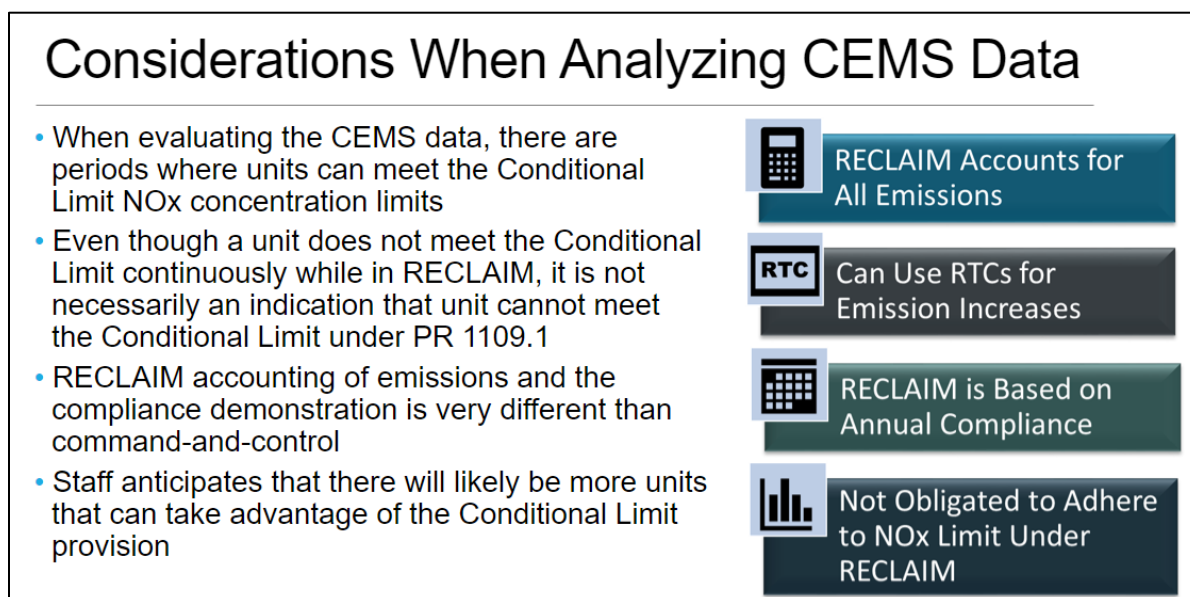 Considerations When Analyzing CEMS Data
• When evaluating the CEMS data, there are
periods where units can meet the Conditional
Limit NOx concentration limits
• Even though a unit does not meet the Conditional
Limit continuously while in RECLAIM, it is not
necessarily an indication that unit cannot meet
the Conditional Limit under PR 1109.1
• RECLAIM accounting of emissions and the
compliance demonstration is very different than
command-and-control
• Staff anticipates that there will likely be more units
that can take advantage of the Conditional Limit
provision
RECLAIM Accounts for
All Emissions
RTC
Can Use RTCs for
Emission Increases
RECLAIM is Based on
Annual Compliance
Not Obligated to Adhere
to NOx Limit Under
RECLAIM